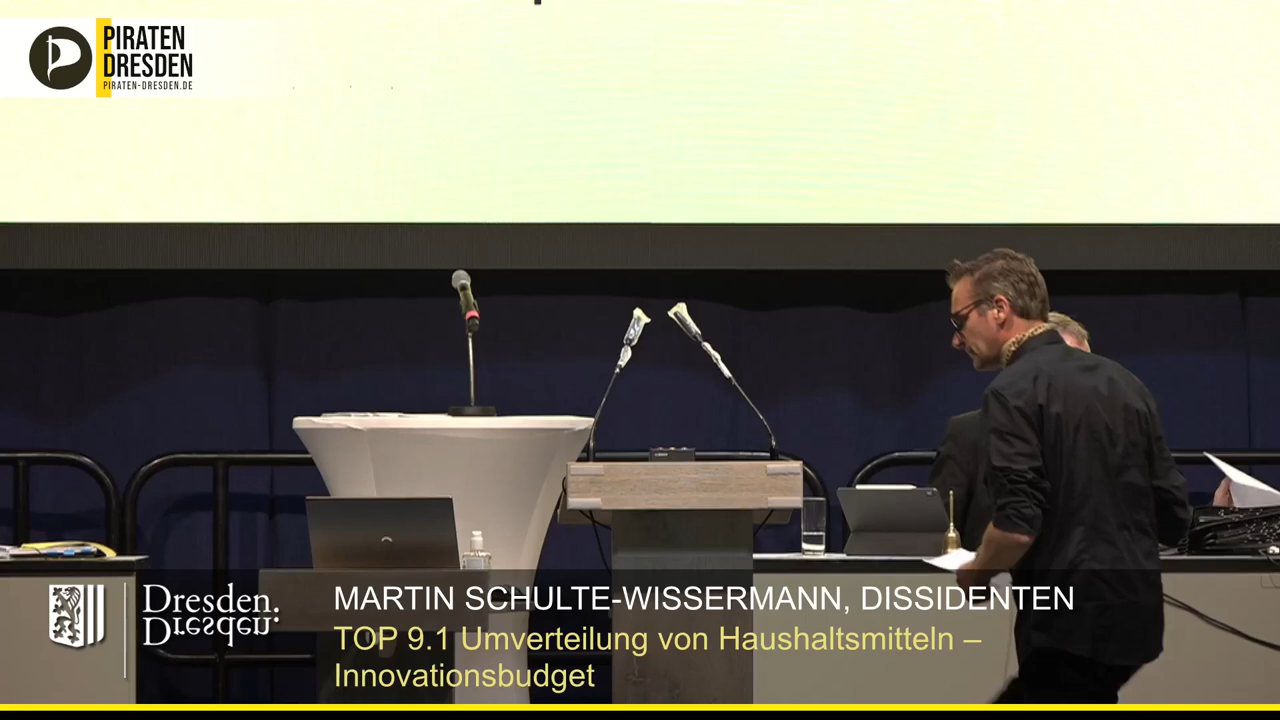 PIRATEN
DRESDEN
PIRATEN-DRESDEN.DE
Dresden.
Dresden.
MARTIN SCHULTE-WISSERMANN, DISSIDENTEN
TOP 9.1 Umverteilung von Haushaltsmitteln –
Innovationsbudget